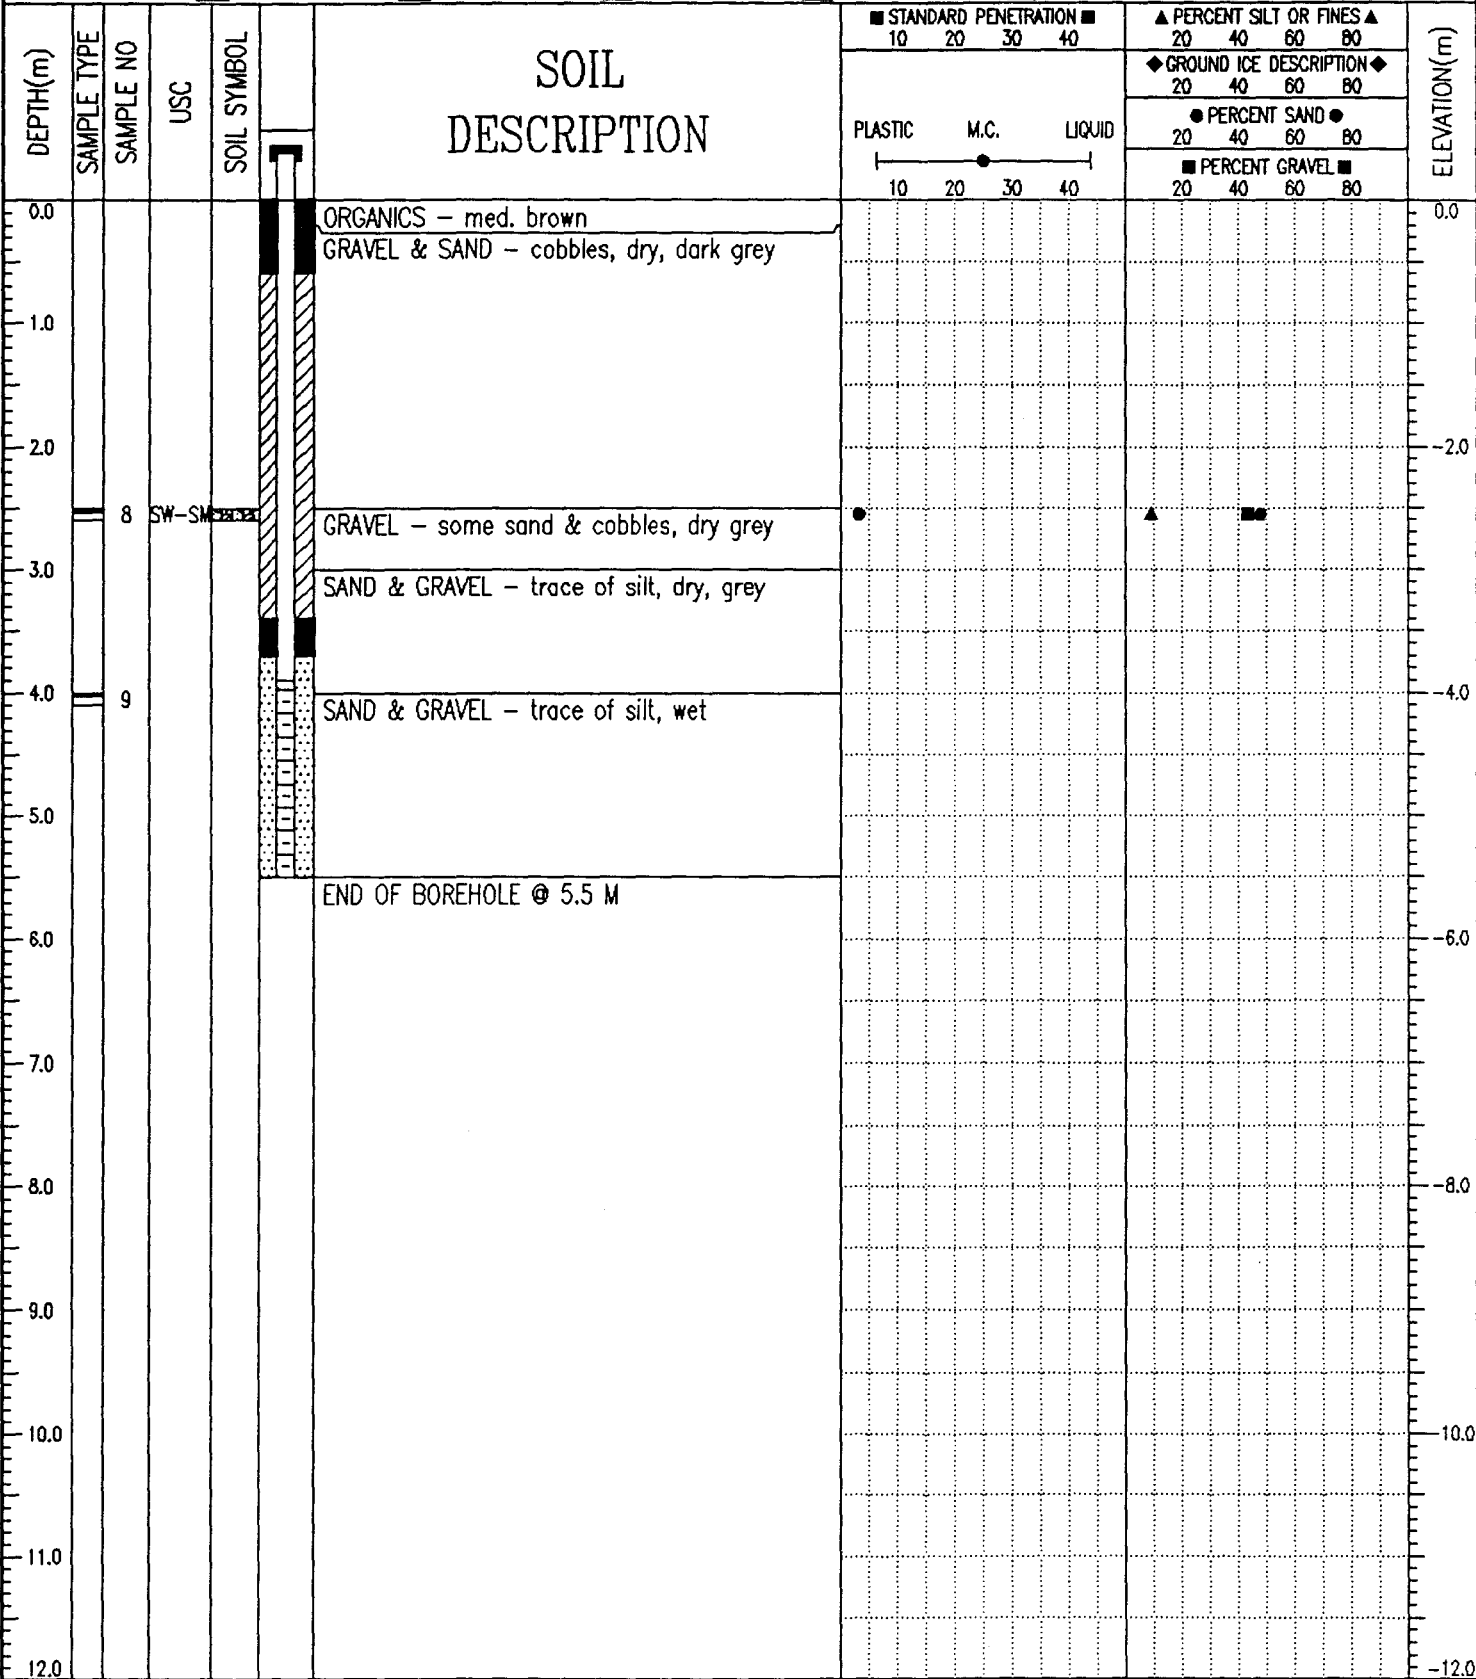 DEPTH(m)
SAMPLE TYPE
SAMPLE NO
USC
SOIL SYMBOL
SOIL
DESCRIPTION
■ STANDARD PENETRATION ■
10 20 30 40
PLASTIC M.C. LIQUID
10 20 30 40
▲ PERCENT SILT OR FINES ▲
20 40 60 80
◆ GROUND ICE DESCRIPTION ◆
20 40 60 80
● PERCENT SAND ●
20 40 60 80
■ PERCENT GRAVEL ■
20 40 60 80
ELEVATION(m)
0.0
ORGANICS – med. brown
0.0
GRAVEL & SAND – cobbles, dry, dark grey
1.0
2.0
-2.0
8 SW-SM
GRAVEL – some sand & cobbles, dry grey
3.0
SAND & GRAVEL – trace of silt, dry, grey
4.0
9
-4.0
SAND & GRAVEL – trace of silt, wet
5.0
END OF BOREHOLE @ 5.5 M
6.0
-6.0
7.0
8.0
-8.0
9.0
10.0
-10.0
11.0
12.0
-12.0